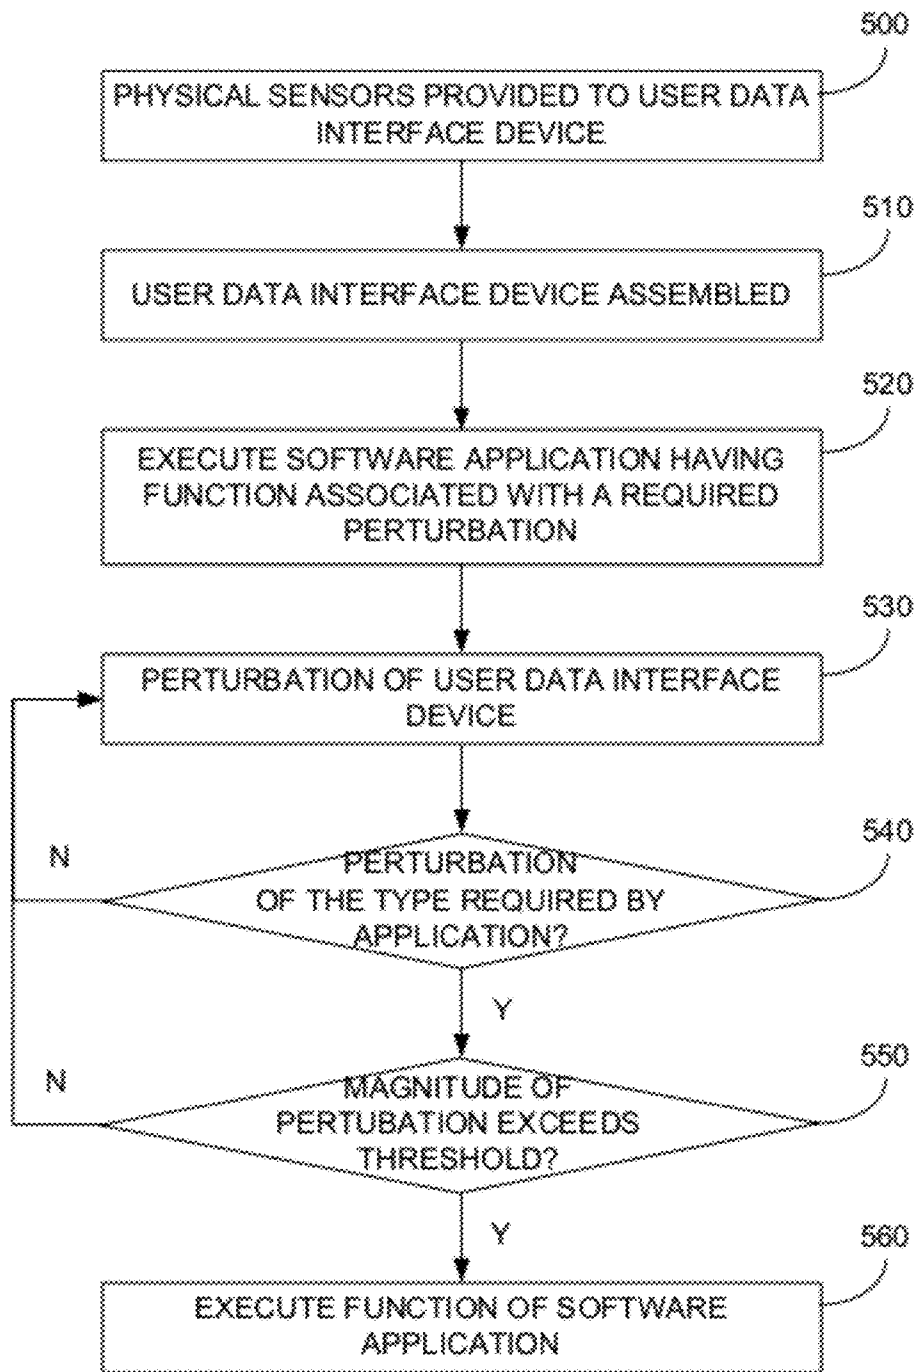 500
PHYSICAL SENSORS PROVIDED TO USER DATA
INTERFACE DEVICE
510
USER DATA INTERFACE DEVICE ASSEMBLED
520
EXECUTE SOFTWARE APPLICATION HAVING
FUNCTION ASSOCIATED WITH A REQUIRED
PERTURBATION
530
PERTURBATION OF USER DATA INTERFACE
DEVICE
540
N
PERTURBATION
OF THE TYPE REQUIRED BY
APPLICATION?
Y
550
N
MAGNITUDE OF
PERTUBATION EXCEEDS
THRESHOLD?
Y
560
EXECUTE FUNCTION OF SOFTWARE
APPLICATION